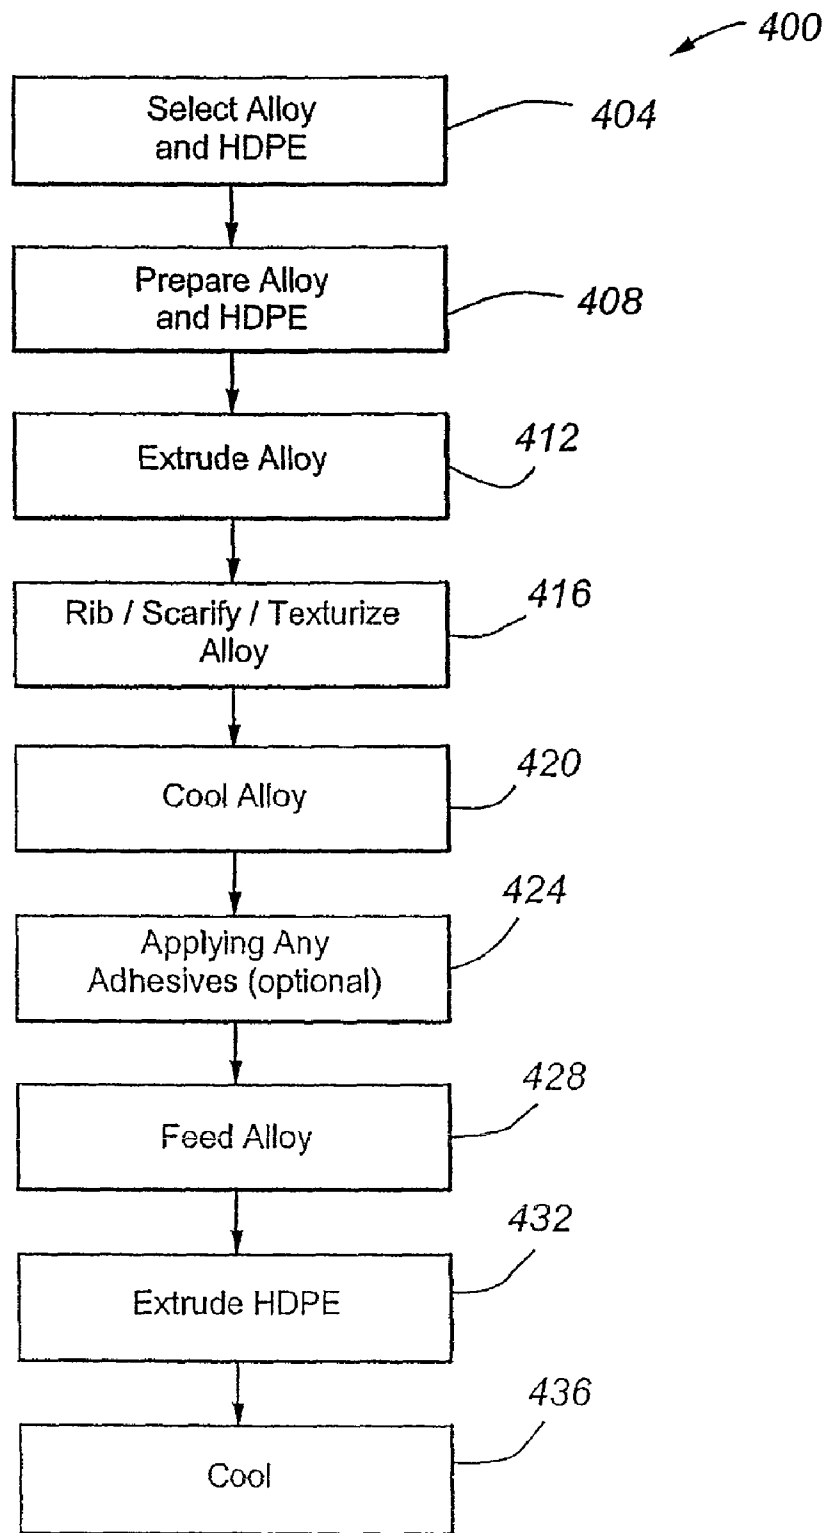 400
Select Alloy
and HDPE
404
Prepare Alloy
and HDPE
408
Extrude Alloy
412
Rib / Scarify / Texturize
Alloy
416
Cool Alloy
420
Applying Any
Adhesives (optional)
424
Feed Alloy
428
Extrude HDPE
432
Cool
436